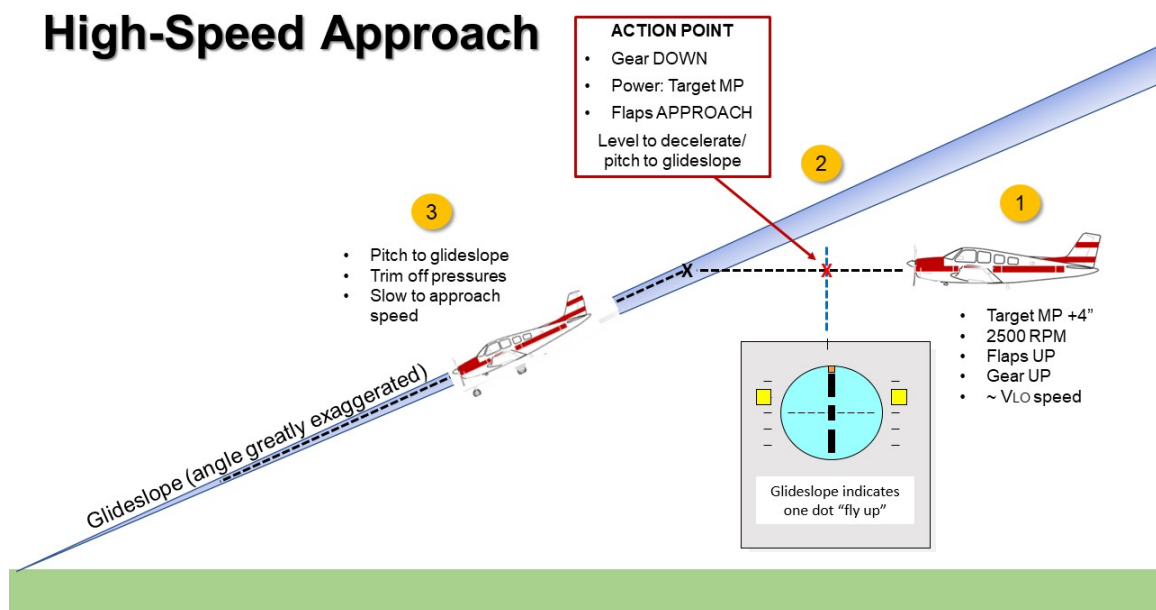 High-Speed Approach
ACTION POINT
• Gear DOWN
• Power: Target MP
• Flaps APPROACH
Level to decelerate/
pitch to glideslope
2
1
3
• Pitch to glideslope
• Trim off pressures
• Slow to approach
speed
X
X
• Target MP +4”
• 2500 RPM
• Flaps UP
• Gear UP
• ~ VLO speed
Glideslope (angle greatly exaggerated)
Glideslope indicates
one dot “fly up”